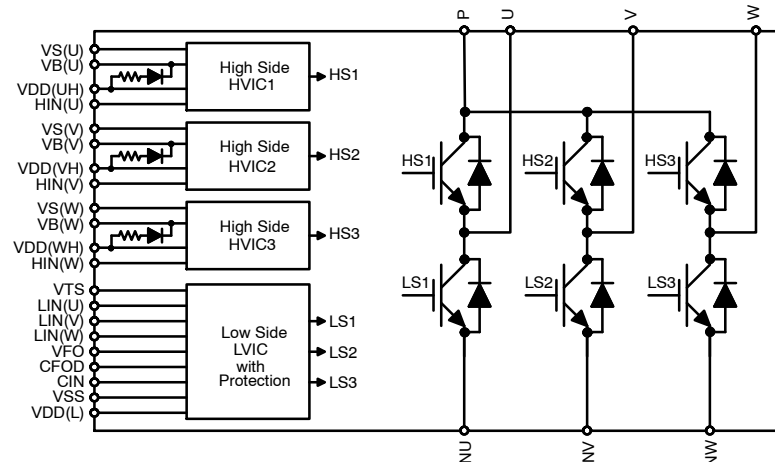 P
U
V
W
VS(U)
VB(U)
VDD(UH)
HIN(U)
High Side
HVIC1
HS1
VS(V)
VB(V)
VDD(VH)
HIN(V)
High Side
HVIC2
HS2
VS(W)
VB(W)
VDD(WH)
HIN(W)
High Side
HVIC3
HS3
VTS
LIN(U)
LIN(V)
LIN(W)
VFO
CFOD
CIN
VSS
VDD(L)
Low Side
LVIC
with
Protection
LS1
LS2
LS3
HS1
HS2
HS3
LS1
LS2
LS3
NU
NV
NW